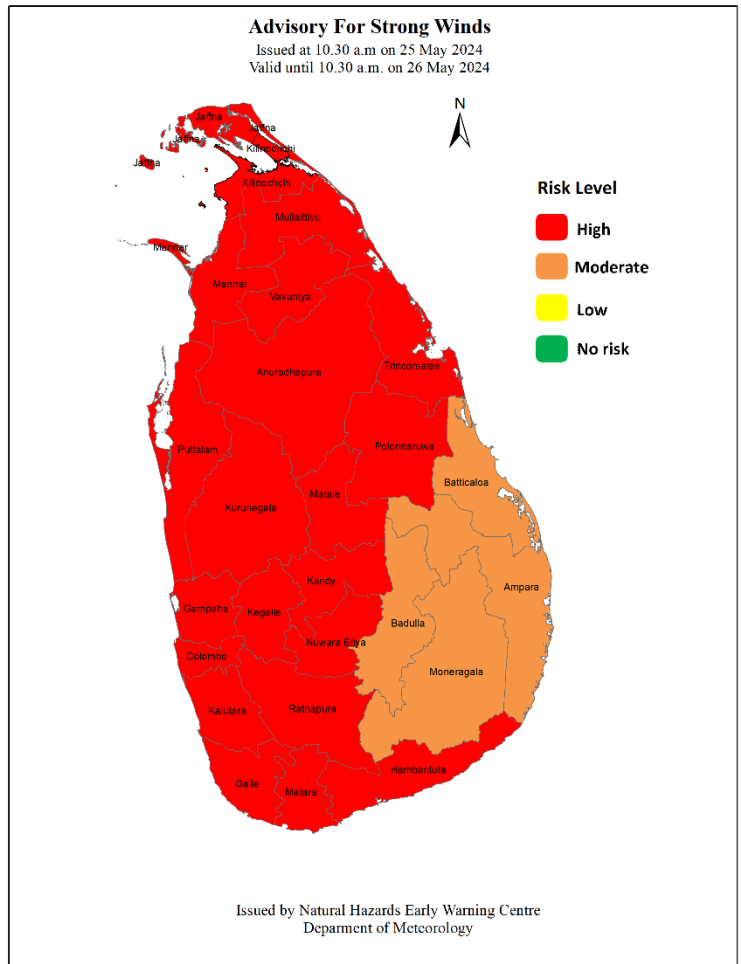 Advisory For Strong Winds
Issued at 10.30 a.m on 25 May 2024
Valid until 10.30 a.m. on 26 May 2024
N
Jaffna
Jaffna
Jaffna
Kilinochchi
Jaffna
Kilinochchi
Mullaittivu
Mannar
Mannar
Vavuniya
Trincomalee
Anuradhapura
Polonnaruwa
Puttalam
Batticaloa
Matale
Kurunegala
Kandy
Ampara
Gampaha
Kegalle
Badulla
Nuwara Eliya
Colombo
Moneragala
Kalutara
Ratnapura
Hambantota
Galle
Matara
Risk Level
High
Moderate
Low
No risk
Issued by Natural Hazards Early Warning Centre
Deparment of Meteorology